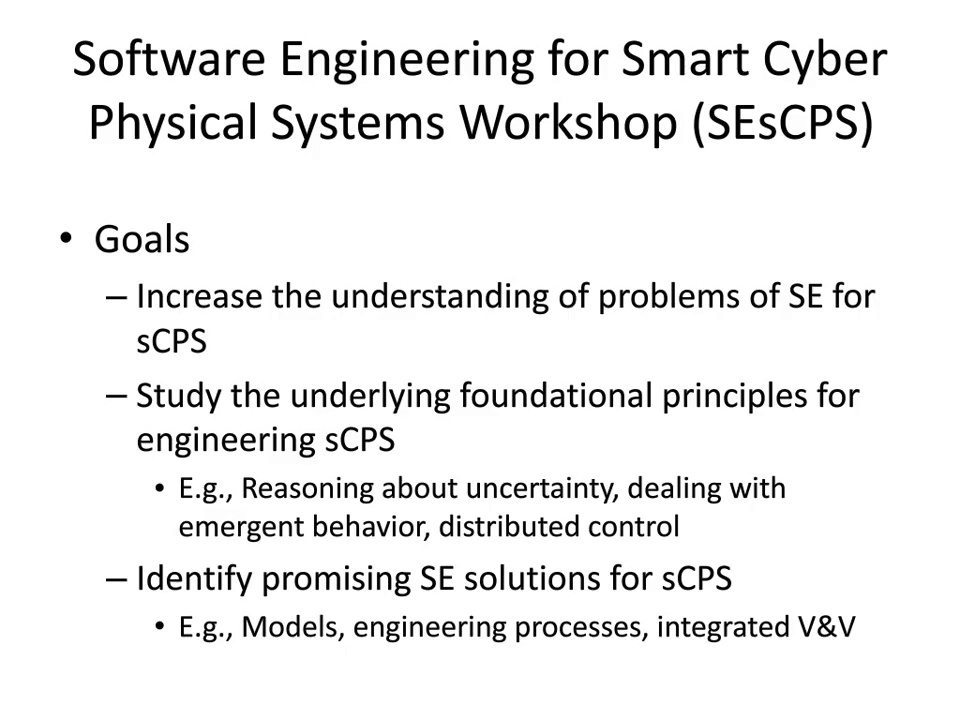 Software Engineering for Smart Cyber
Physical Systems Workshop (SEsCPS)
• Goals
– Increase the understanding of problems of SE for
sCPS
– Study the underlying foundational principles for
engineering sCPS
• E.g., Reasoning about uncertainty, dealing with
emergent behavior, distributed control
– Identify promising SE solutions for sCPS
• E.g., Models, engineering processes, integrated V&V